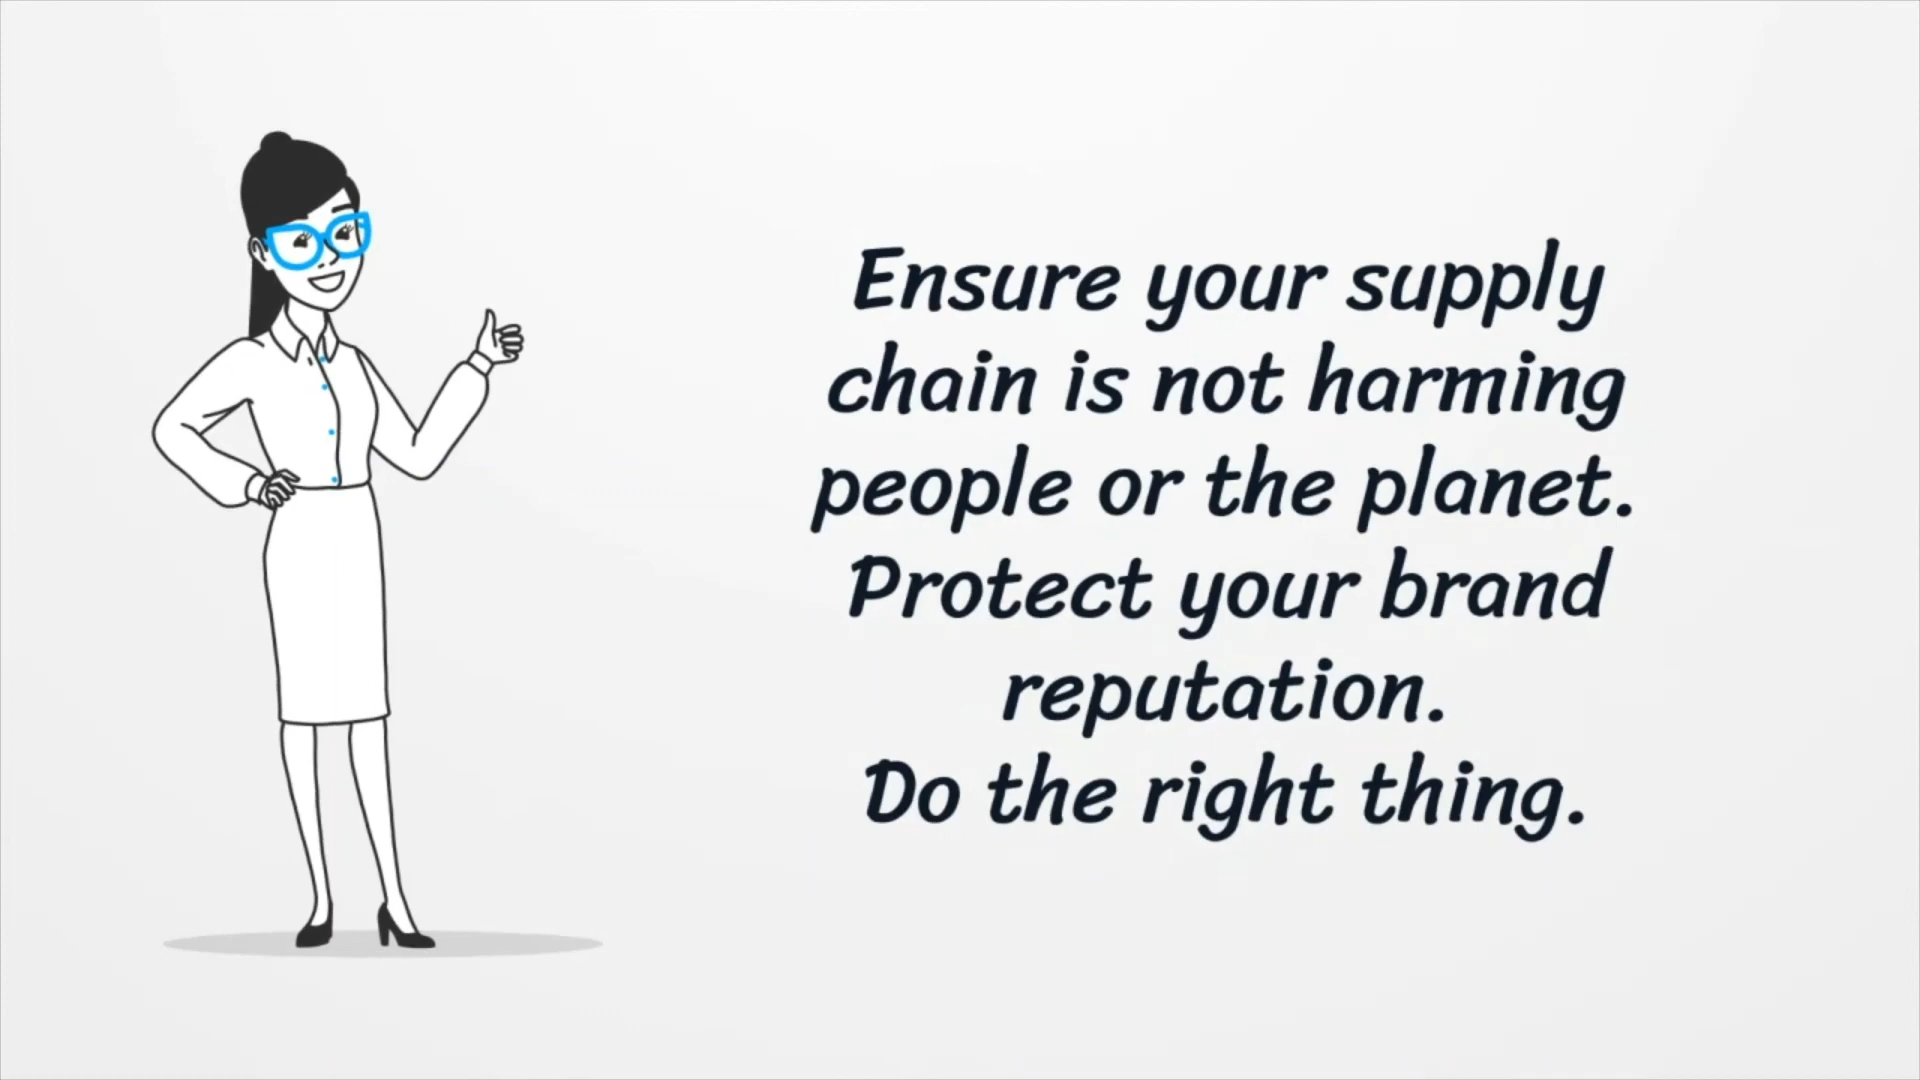 Ensure your supply
chain is not harming
people or the planet.
Protect your brand
reputation.
Do the right thing.